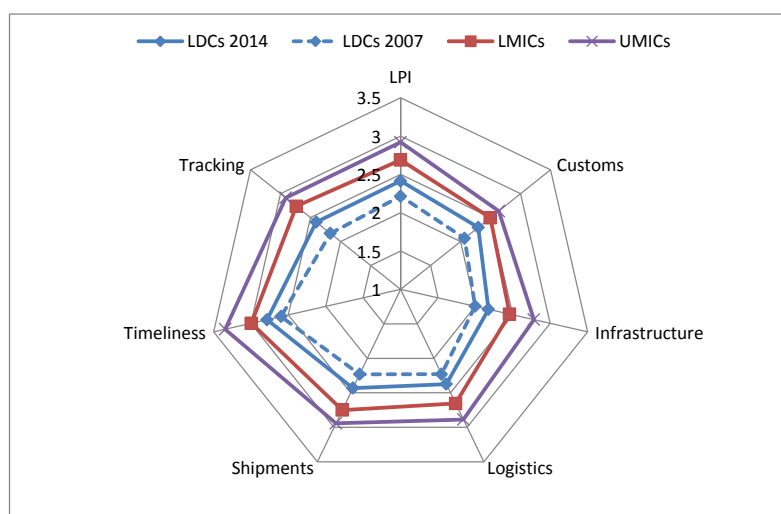 LDCs 2014 LDCs 2007 LMICs UMICs
LPI
3.5
3
2.5
2
1.5
1
Customs
Infrastructure
Logistics
Shipments
Timeliness
Tracking